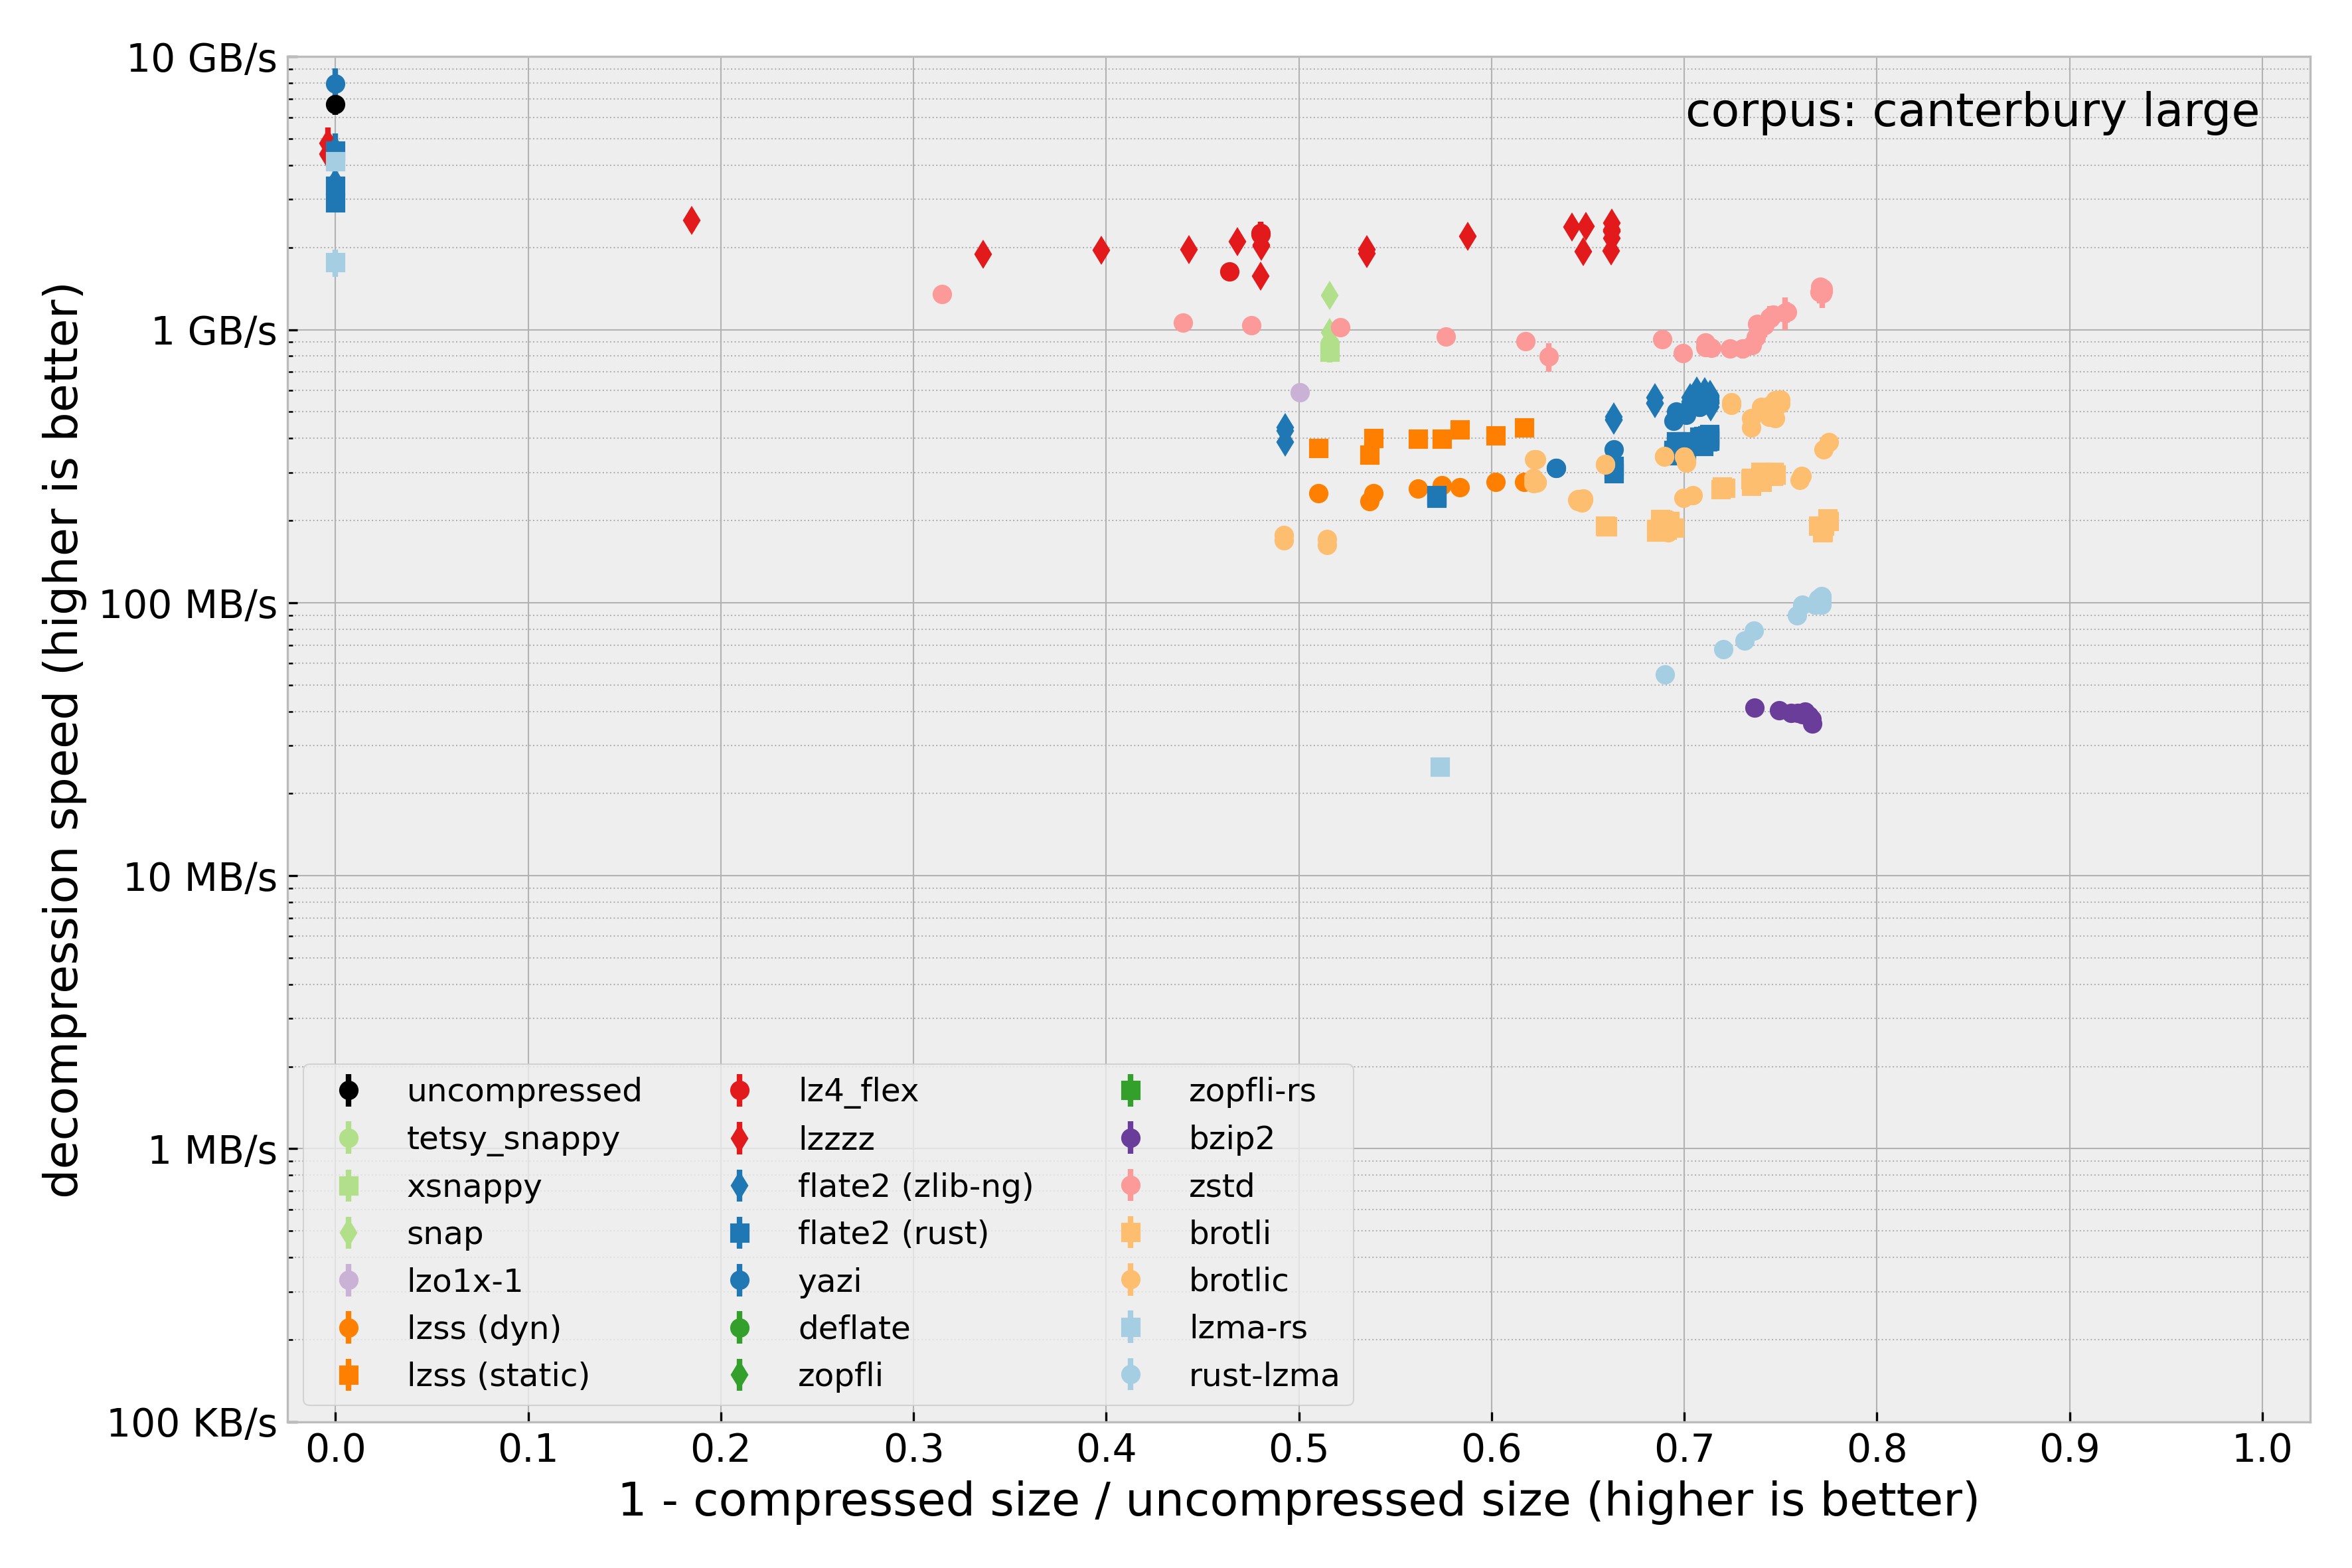 corpus: canterbury large
decompression speed (higher is better)
10 GB/s
1 GB/s
100 MB/s
10 MB/s
1 MB/s
100 KB/s
uncompressed
tetsy_snappy
xsnappy
snap
lzo1x-1
lzss (dyn)
lzss (static)
lz4_flex
lzzzz
flate2 (zlib-ng)
flate2 (rust)
yazi
deflate
zopfli
zopfli-rs
bzip2
zstd
brotli
brotlic
lzma-rs
rust-lzma
0.0 0.1 0.2 0.3 0.4 0.5 0.6 0.7 0.8 0.9 1.0
1 - compressed size / uncompressed size (higher is better)